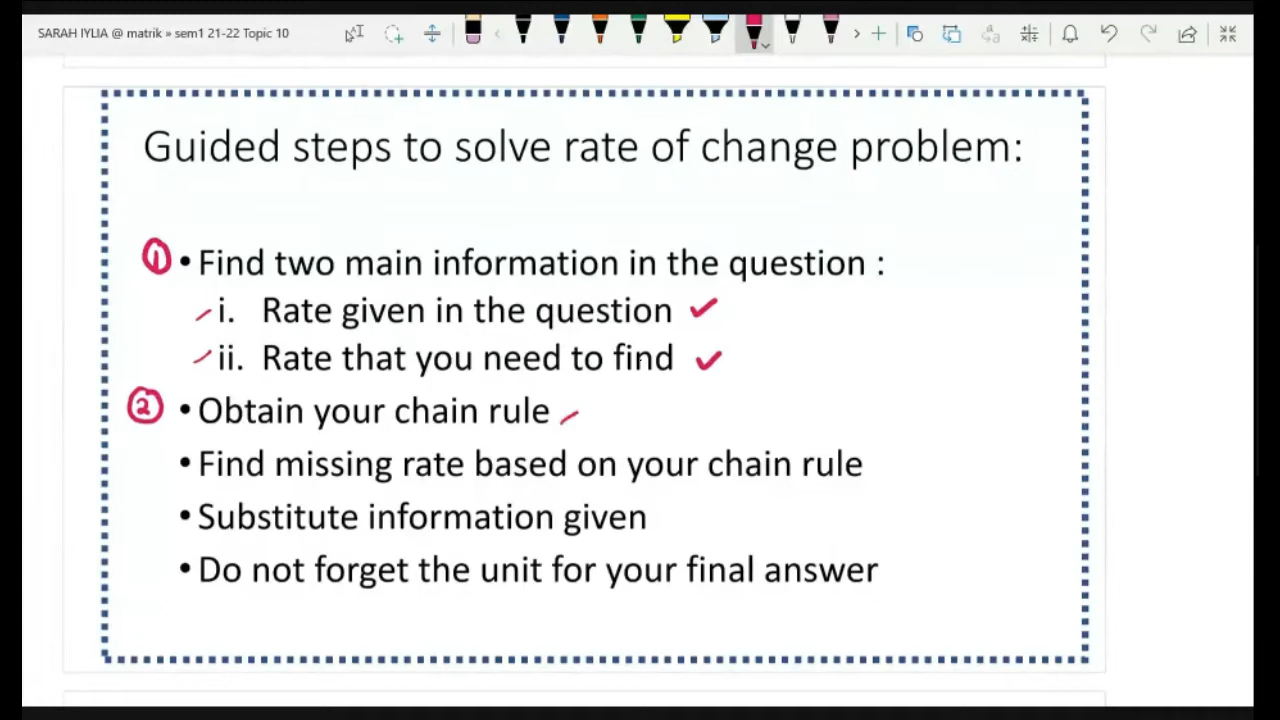 SARAH IYLIA @ matrik » sem1 21-22 Topic 10
Guided steps to solve rate of change problem:
1 • Find two main information in the question :
i. Rate given in the question
ii. Rate that you need to find
2 • Obtain your chain rule
• Find missing rate based on your chain rule
• Substitute information given
• Do not forget the unit for your final answer